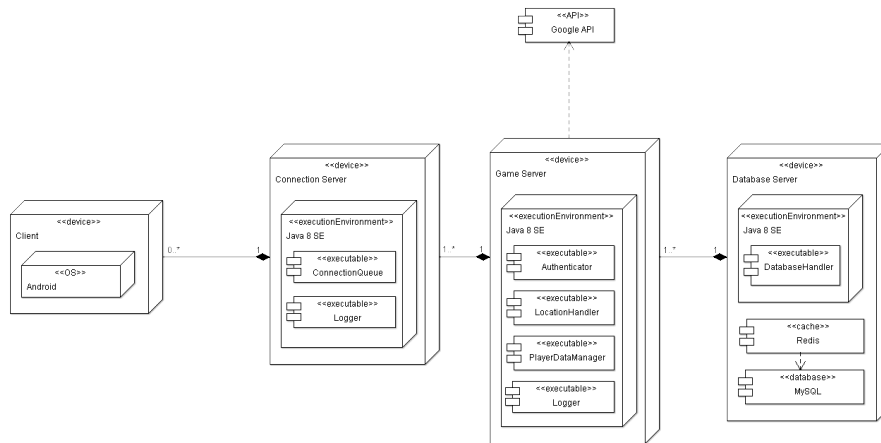 <<API>>
Google API
<<device>>
Client
<<OS>>
Android
0..*
1
<<device>>
Connection Server
<<executionEnvironment>>
Java 8 SE
<<executable>>
ConnectionQueue
<<executable>>
Logger
1..*
1
<<device>>
Game Server
<<executionEnvironment>>
Java 8 SE
<<executable>>
Authenticator
<<executable>>
LocationHandler
<<executable>>
PlayerDataManager
<<executable>>
Logger
1..*
1
<<device>>
Database Server
<<executionEnvironment>>
Java 8 SE
<<executable>>
DatabaseHandler
<<cache>>
Redis
<<database>>
MySQL